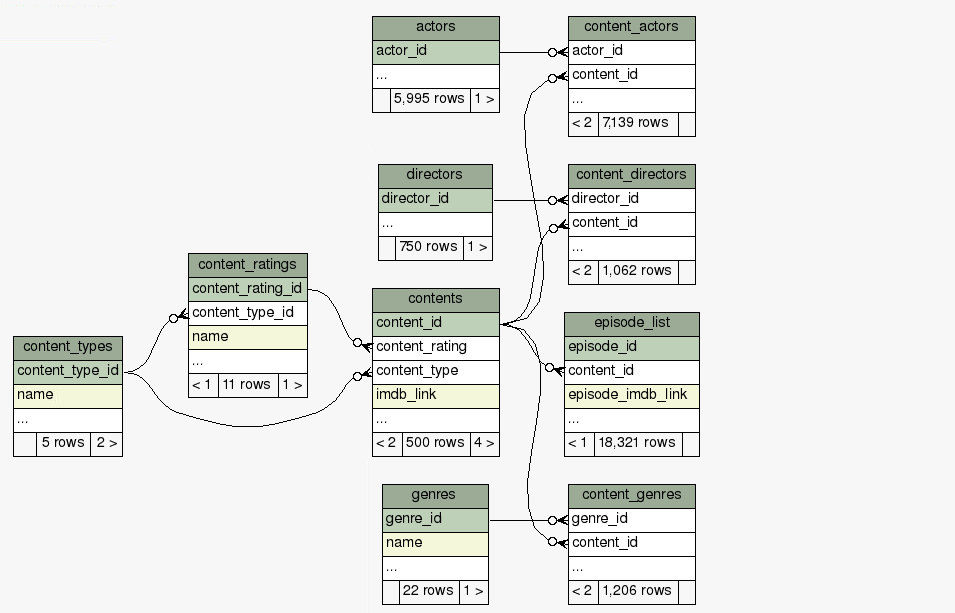 actors
actor_id
...
5,995 rows 1 >
content_actors
actor_id
content_id
...
< 2 7,139 rows
directors
director_id
...
750 rows 1 >
content_directors
director_id
content_id
...
< 2 1,062 rows
content_ratings
content_rating_id
content_type_id
name
...
< 1 11 rows 1 >
contents
content_id
content_rating
content_type
imdb_link
...
< 2 500 rows 4 >
episode_list
episode_id
content_id
episode_imdb_link
...
< 1 18,321 rows
content_types
content_type_id
name
...
5 rows 2 >
genres
genre_id
name
...
22 rows 1 >
content_genres
genre_id
content_id
...
< 2 1,206 rows